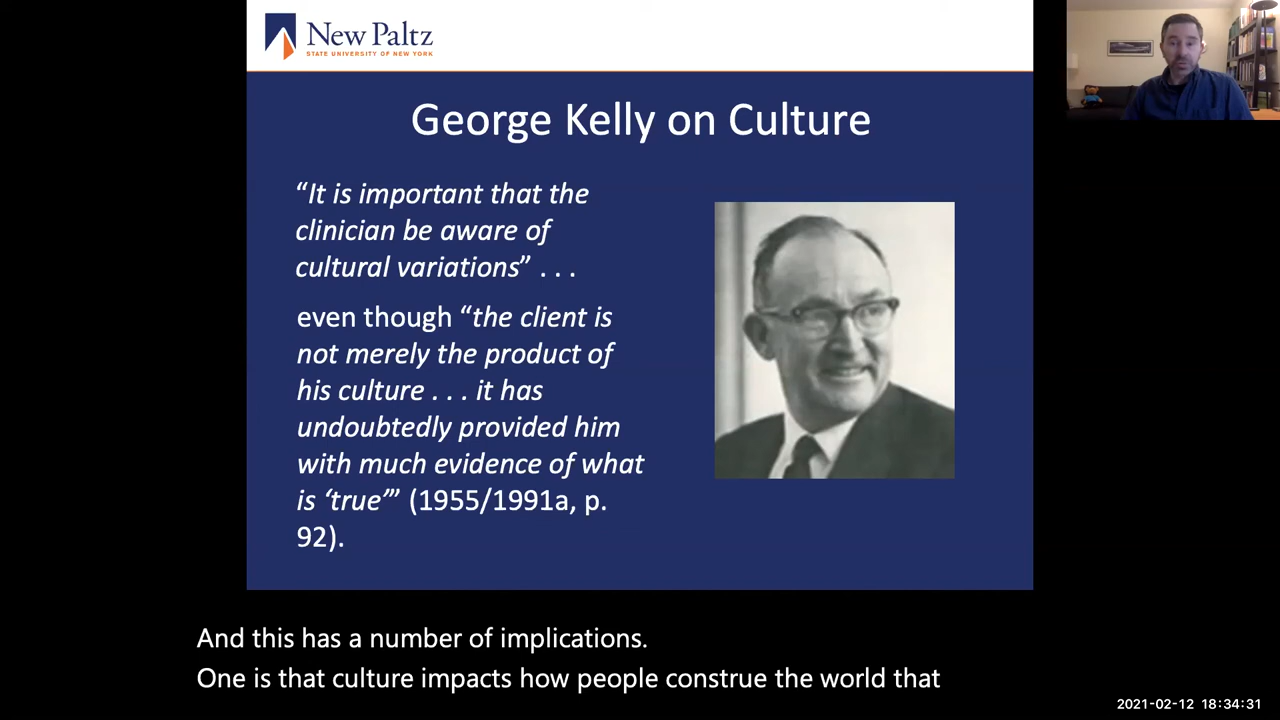 New Paltz
STATE UNIVERSITY OF NEW YORK
George Kelly on Culture
“It is important that the
clinician be aware of
cultural variations” . . .
even though “the client is
not merely the product of
his culture . . . it has
undoubtedly provided him
with much evidence of what
is ‘true’” (1955/1991a, p.
92).
And this has a number of implications.
One is that culture impacts how people construe the world that
2021-02-12 18:34:31